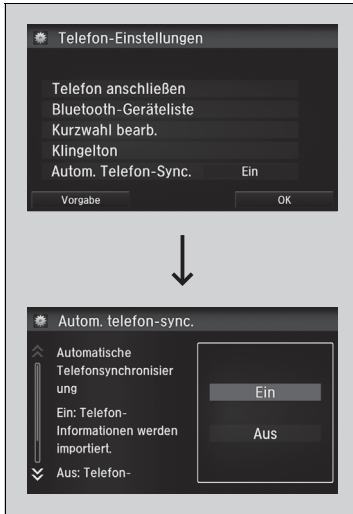 Telefon-Einstellungen
Telefon anschließen
Bluetooth-Geräteliste
Kurzwahl bearb.
Klingelton
Autom. Telefon-Sync. Ein
Vorgabe OK
Autom. telefon-sync.
Automatische
Telefonsynchronisier
ung
Ein: Telefon-
Informationen werden
importiert.
Aus: Telefon-
Ein
Aus